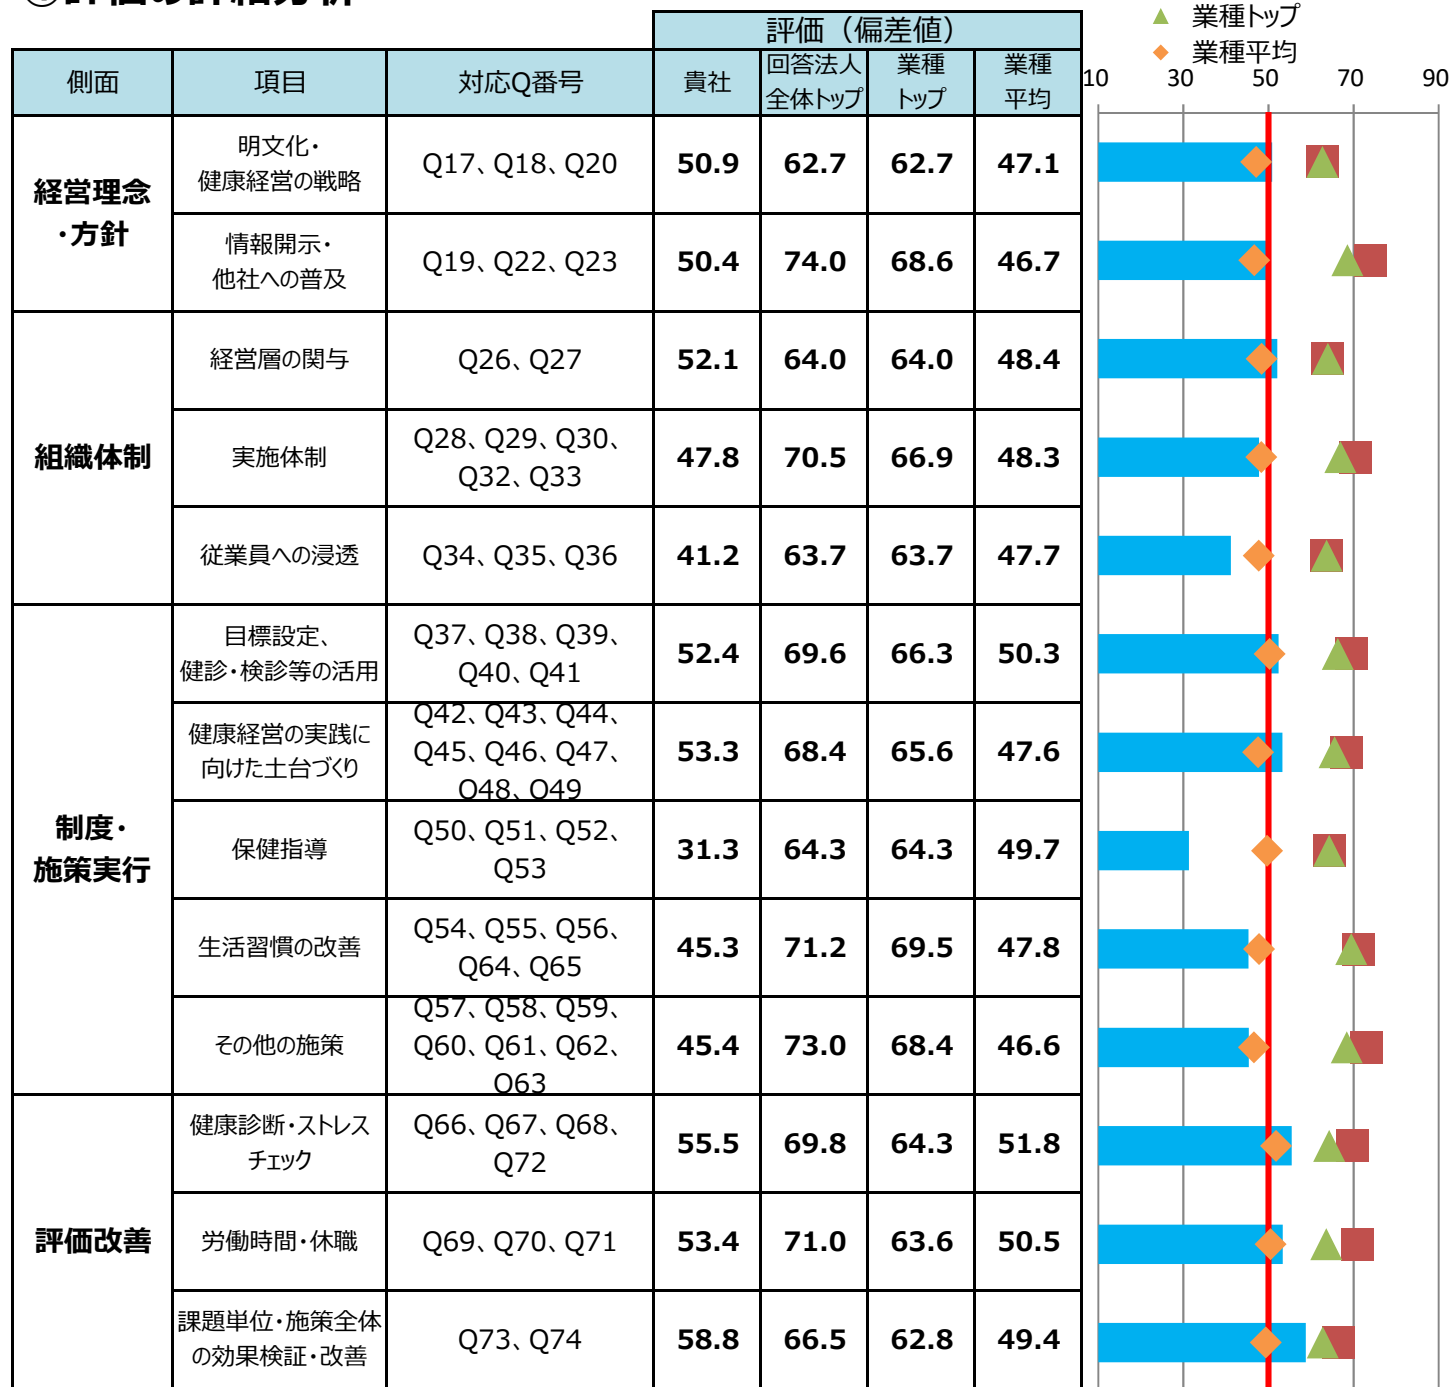 評価（偏差値）
▲ 業種トップ
◆ 業種平均
側面 項目 対応Q番号 貴社 回答法人 業種 業種
全体トップ トップ 平均
10 30 50 70 90
経営理念
・方針
明文化・
健康経営の戦略
Q17、Q18、Q20 50.9 62.7 62.7 47.1
情報開示・
他社への普及
Q19、Q22、Q23 50.4 74.0 68.6 46.7
組織体制
経営層の関与 Q26、Q27 52.1 64.0 64.0 48.4
実施体制
Q28、Q29、Q30、
Q32、Q33
47.8 70.5 66.9 48.3
従業員への浸透 Q34、Q35、Q36 41.2 63.7 63.7 47.7
制度・
施策実行
目標設定、
健診・検診等の活用
Q37、Q38、Q39、
Q40、Q41
52.4 69.6 66.3 50.3
健康経営の実践に
向けた土台づくり
Q42、Q43、Q44、
Q45、Q46、Q47、
Q48、Q49
53.3 68.4 65.6 47.6
保健指導
Q50、Q51、Q52、
Q53
31.3 64.3 64.3 49.7
生活習慣の改善
Q54、Q55、Q56、
Q64、Q65
45.3 71.2 69.5 47.8
その他の施策
Q57、Q58、Q59、
Q60、Q61、Q62、
Q63
45.4 73.0 68.4 46.6
評価改善
健康診断・ストレス
チェック
Q66、Q67、Q68、
Q72
55.5 69.8 64.3 51.8
労働時間・休職 Q69、Q70、Q71 53.4 71.0 63.6 50.5
課題単位・施策全体
の効果検証・改善
Q73、Q74 58.8 66.5 62.8 49.4